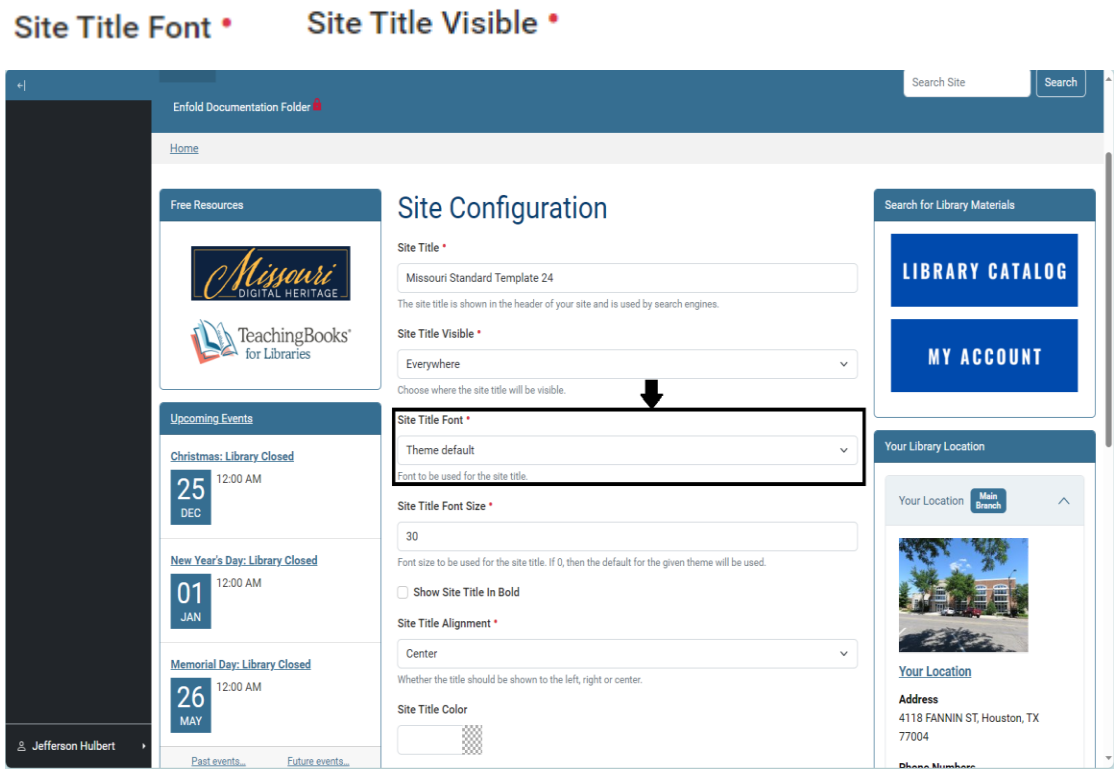 Site Title Font •
Site Title Visible •
Search Site
Search
Enfold Documentation Folder
Home
Free Resources
Missouri
DIGITAL HERITAGE
TeachingBooks
for Libraries
Upcoming Events
Christmas: Library Closed
25
DEC
12:00 AM
New Year's Day: Library Closed
01
JAN
12:00 AM
Memorial Day: Library Closed
26
MAY
12:00 AM
Past events…
Future events…
Jefferson Hulbert
Site Configuration
Site Title •
Missouri Standard Template 24
The site title is shown in the header of your site and is used by search engines.
Site Title Visible •
Everywhere
Choose where the site title will be visible.
Site Title Font •
Theme default
Font to be used for the site title.
Site Title Font Size •
30
Font size to be used for the site title. If 0, then the default for the given theme will be used.
Show Site Title In Bold
Site Title Alignment •
Center
Whether the title should be shown to the left, right or center.
Site Title Color
Search for Library Materials
LIBRARY CATALOG
MY ACCOUNT
Your Library Location
Your Location
Main
Branch
Your Location
Address
4118 FANNIN ST, Houston, TX
77004
Phone Numbers